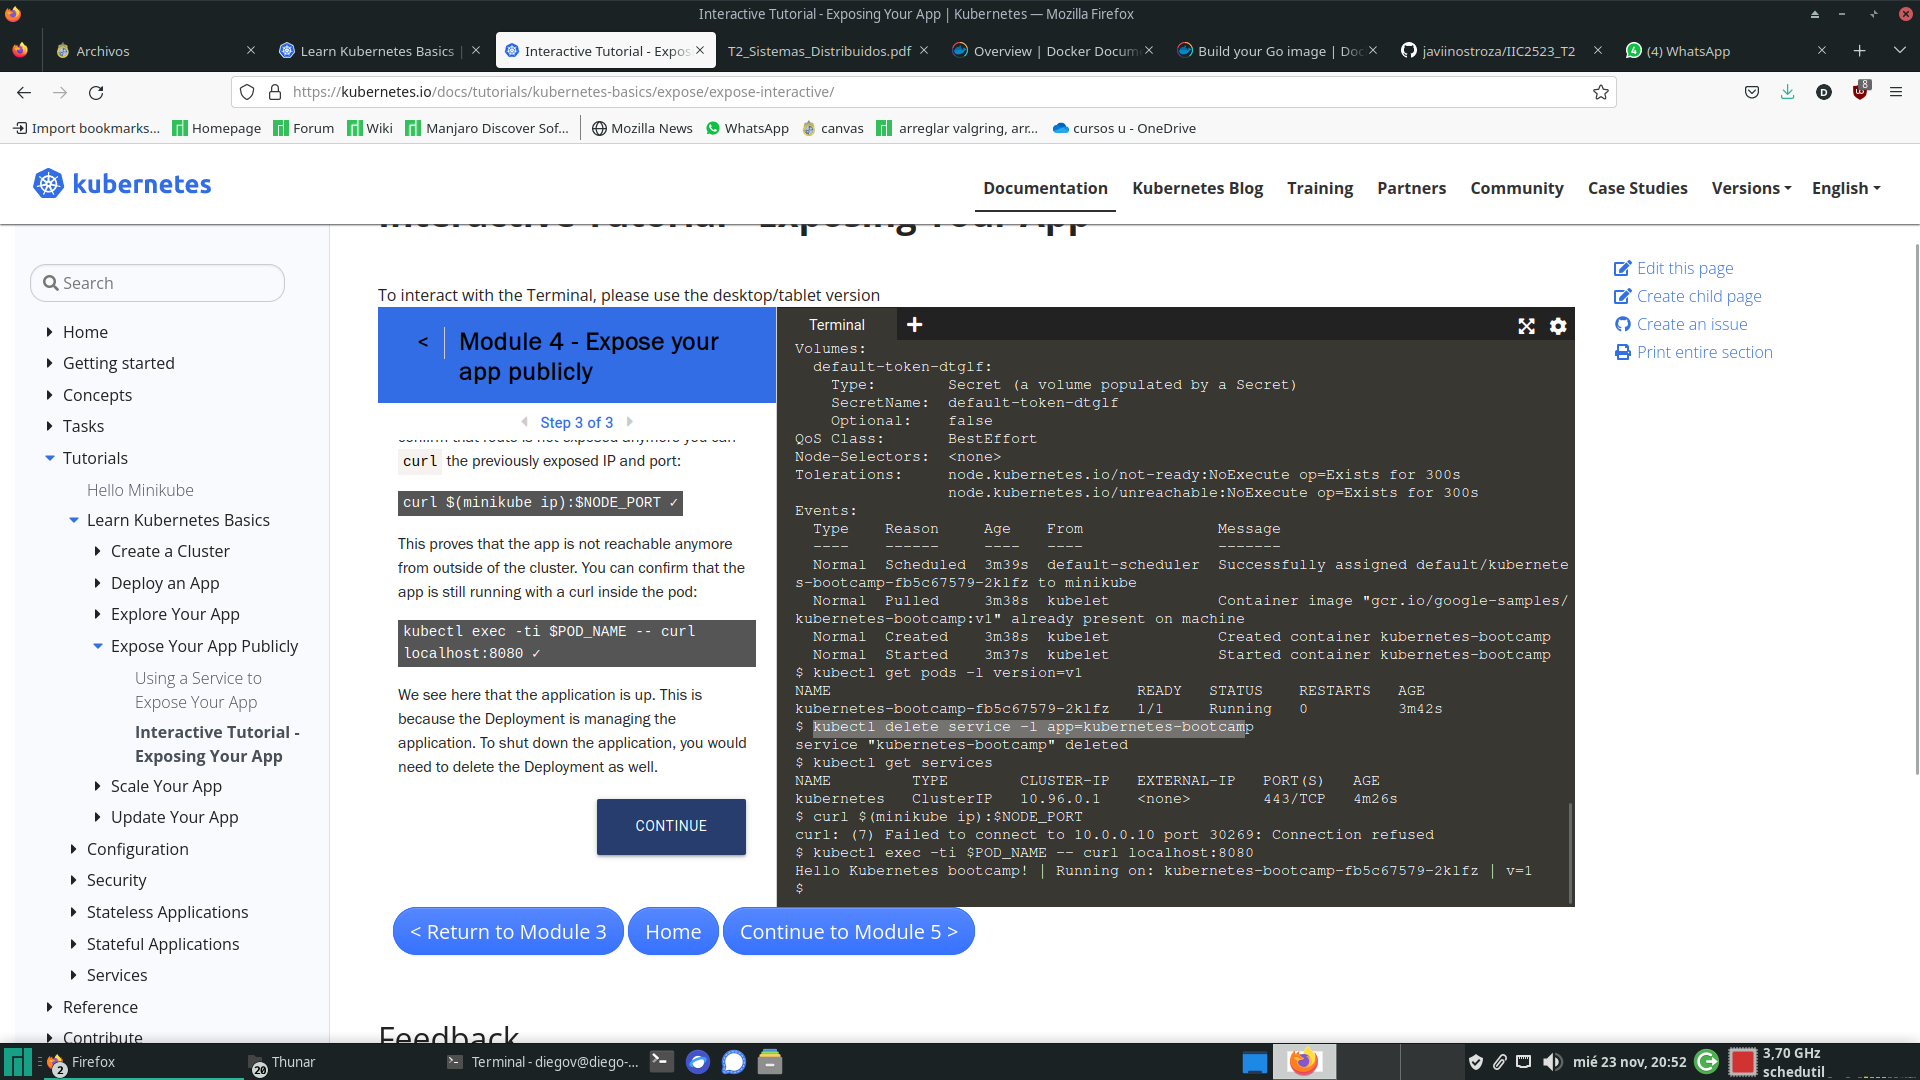 Interactive Tutorial - Exposing Your App | Kubernetes — Mozilla Firefox
Archivos
Learn Kubernetes Basics |
Interactive Tutorial - Expos
T2_Sistemas_Distribuidos.pdf
Overview | Docker Docum
Build your Go image | Doc
javiinostroza/IIC2523_T2
(4) WhatsApp
https://kubernetes.io/docs/tutorials/kubernetes-basics/expose/expose-interactive/
D
8
Import bookmarks...
Homepage
Forum
Wiki
Manjaro Discover Sof...
Mozilla News
WhatsApp
canvas
arreglar valgring, arr...
cursos u - OneDrive
kubernetes
Documentation
Kubernetes Blog
Training
Partners
Community
Case Studies
Versions
English
Interactive Tutorial - Exposing Your App
Search
Home
Getting started
Concepts
Tasks
Tutorials
Hello Minikube
Learn Kubernetes Basics
Create a Cluster
Deploy an App
Explore Your App
Expose Your App Publicly
Using a Service to
Expose Your App
Interactive Tutorial -
Exposing Your App
Scale Your App
Update Your App
Configuration
Security
Stateless Applications
Stateful Applications
Services
Reference
Contribute
To interact with the Terminal, please use the desktop/tablet version
< Module 4 - Expose your
app publicly
Step 3 of 3
confirm that route is not exposed anymore you can
curl the previously exposed IP and port:
curl $(minikube ip):$NODE_PORT ✓
This proves that the app is not reachable anymore
from outside of the cluster. You can confirm that the
app is still running with a curl inside the pod:
kubectl exec -ti $POD_NAME -- curl
localhost:8080 ✓
We see here that the application is up. This is
because the Deployment is managing the
application. To shut down the application, you would
need to delete the Deployment as well.
CONTINUE
Terminal
Volumes:
default-token-dtglf:
Type: Secret (a volume populated by a Secret)
SecretName: default-token-dtglf
Optional: false
QoS Class: BestEffort
Node-Selectors: <none>
Tolerations: node.kubernetes.io/not-ready:NoExecute op=Exists for 300s
node.kubernetes.io/unreachable:NoExecute op=Exists for 300s
Events:
Type Reason Age From Message
---- ------ ---- ---- -------
Normal Scheduled 3m39s default-scheduler Successfully assigned default/kubernete
s-bootcamp-fb5c67579-2klfz to minikube
Normal Pulled 3m38s kubelet Container image "gcr.io/google-samples/
kubernetes-bootcamp:v1" already present on machine
Normal Created 3m38s kubelet Created container kubernetes-bootcamp
Normal Started 3m37s kubelet Started container kubernetes-bootcamp
$ kubectl get pods -l version=v1
NAME READY STATUS RESTARTS AGE
kubernetes-bootcamp-fb5c67579-2klfz 1/1 Running 0 3m42s
$ kubectl delete service -l app=kubernetes-bootcamp
service "kubernetes-bootcamp" deleted
$ kubectl get services
NAME TYPE CLUSTER-IP EXTERNAL-IP PORT(S) AGE
kubernetes ClusterIP 10.96.0.1 <none> 443/TCP 4m26s
$ curl $(minikube ip):$NODE_PORT
curl: (7) Failed to connect to 10.0.0.10 port 30269: Connection refused
$ kubectl exec -ti $POD_NAME -- curl localhost:8080
Hello Kubernetes bootcamp! | Running on: kubernetes-bootcamp-fb5c67579-2klfz | v=1
$
< Return to Module 3
Home
Continue to Module 5 >
Feedback
Edit this page
Create child page
Create an issue
Print entire section
2
Firefox
20
Thunar
Terminal - diegov@diego-...
mié 23 nov, 20:52
3,70 GHz
schedutil